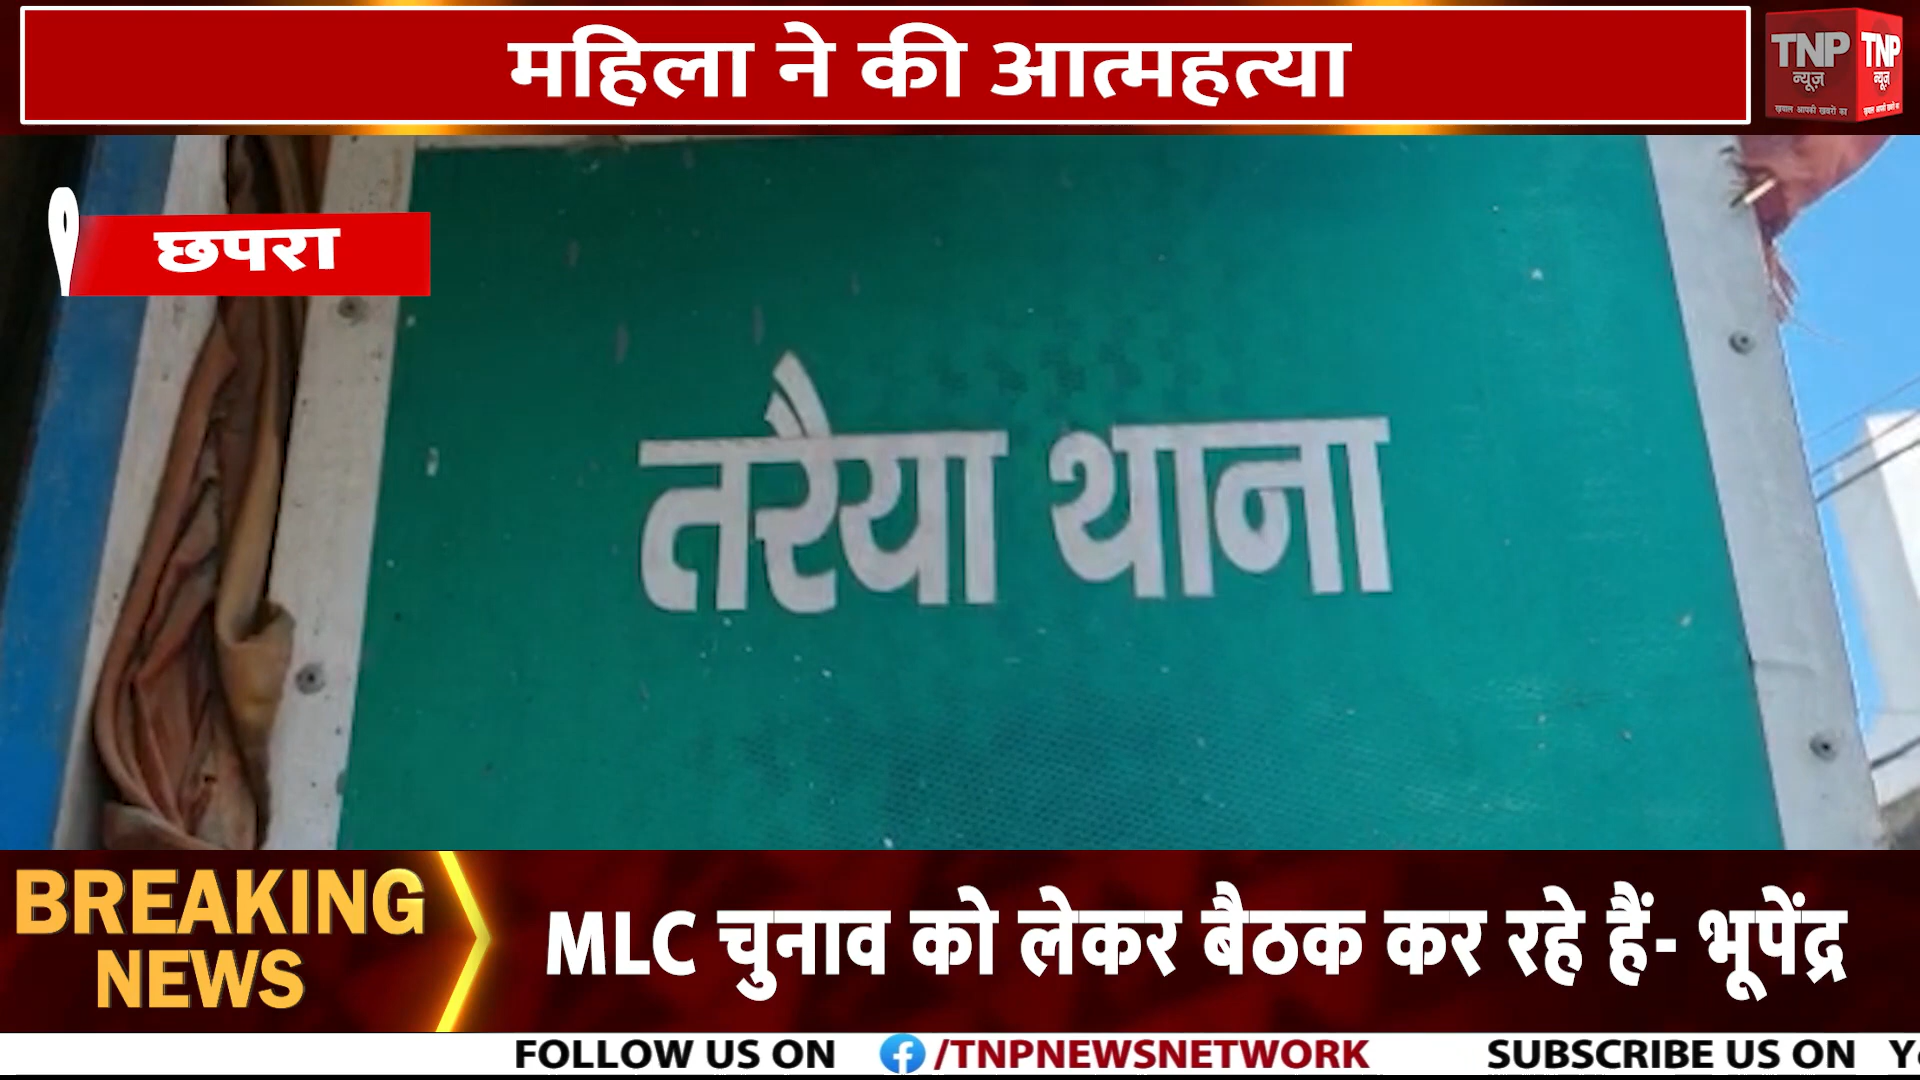 महिला ने की आत्महत्या
TNP TNP
न्यूज़ न्यूज़
छपरा
तरैया थाना
BREAKING
NEWS
MLC चुनाव को लेकर बैठक कर रहे हैं- भूपेंद्र
FOLLOW US ON /TNPNEWSNETWORK SUBSCRIBE US ON